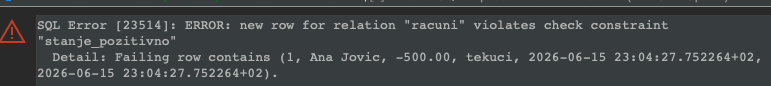 SQL Error [23514]: ERROR: new row for relation "racuni" violates check constraint
"stanje_pozitivno"
  Detail: Failing row contains (1, Ana Jovic, -500.00, tekuci, 2026-06-15 23:04:27.752264+02,
2026-06-15 23:04:27.752264+02).